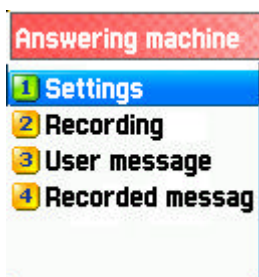 Answering machine
1 Settings
2 Recording
3 User message
4 Recorded messag